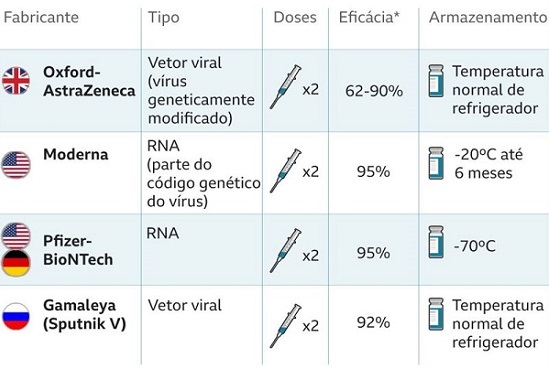 Fabricante Tipo Doses Eficácia* Armazenamento
Oxford-
AstraZeneca
Vetor viral
(vírus
geneticamente
modificado)
x2
62-90%
Temperatura
normal de
refrigerador
Moderna
RNA
(parte do
código genético
do vírus)
x2
95%
-20ºC até
6 meses
Pfizer-
BioNTech
RNA
x2
95%
-70ºC
Gamaleya
(Sputnik V)
Vetor viral
x2
92%
Temperatura
normal de
refrigerador